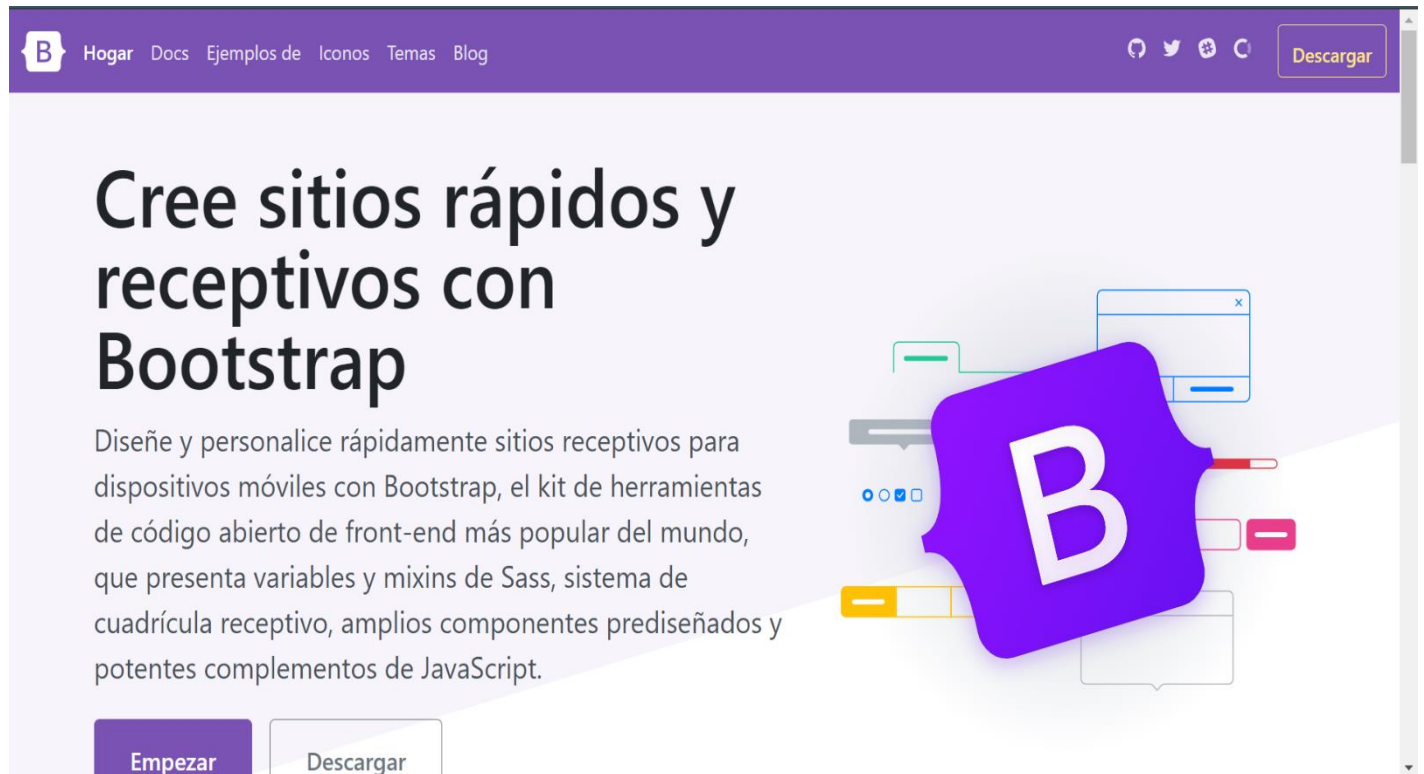 B Hogar Docs Ejemplos de Iconos Temas Blog Descargar
Cree sitios rápidos y
receptivos con
Bootstrap
Diseñe y personalice rápidamente sitios receptivos para
dispositivos móviles con Bootstrap, el kit de herramientas
de código abierto de front-end más popular del mundo,
que presenta variables y mixins de Sass, sistema de
cuadrícula receptivo, amplios componentes prediseñados y
potentes complementos de JavaScript.
B
Empezar Descargar